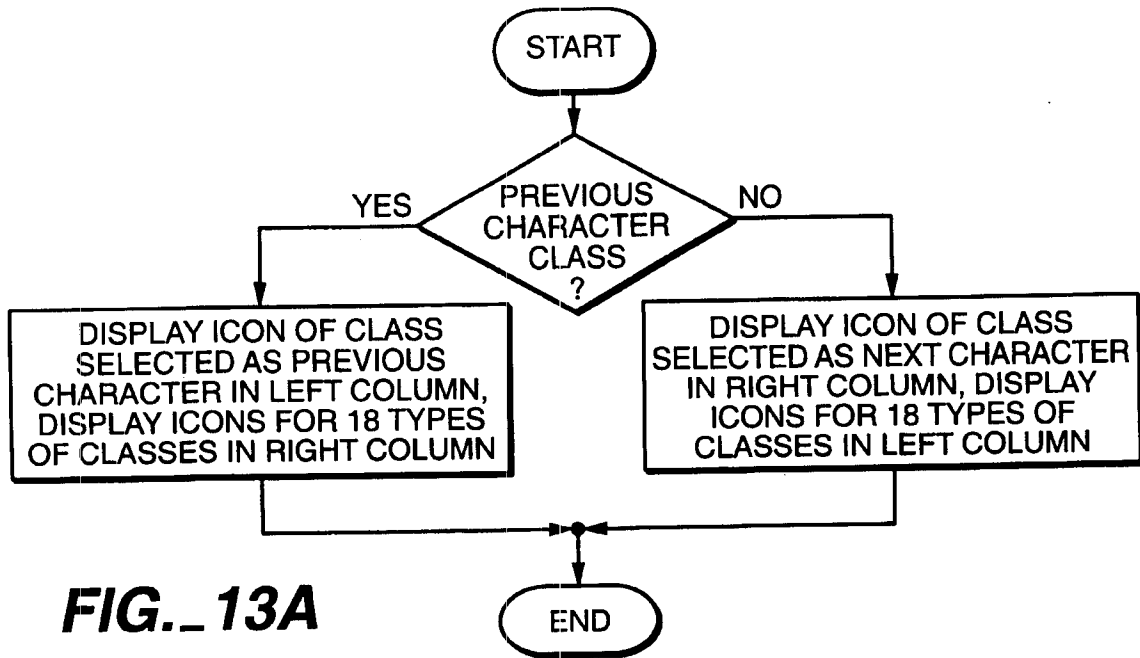 START
PREVIOUS
CHARACTER
CLASS
?
YES
NO
DISPLAY ICON OF CLASS
SELECTED AS PREVIOUS
CHARACTER IN LEFT COLUMN,
DISPLAY ICONS FOR 18 TYPES
OF CLASSES IN RIGHT COLUMN
DISPLAY ICON OF CLASS
SELECTED AS NEXT CHARACTER
IN RIGHT COLUMN, DISPLAY
ICONS FOR 18 TYPES OF
CLASSES IN LEFT COLUMN
END
FIG._13A